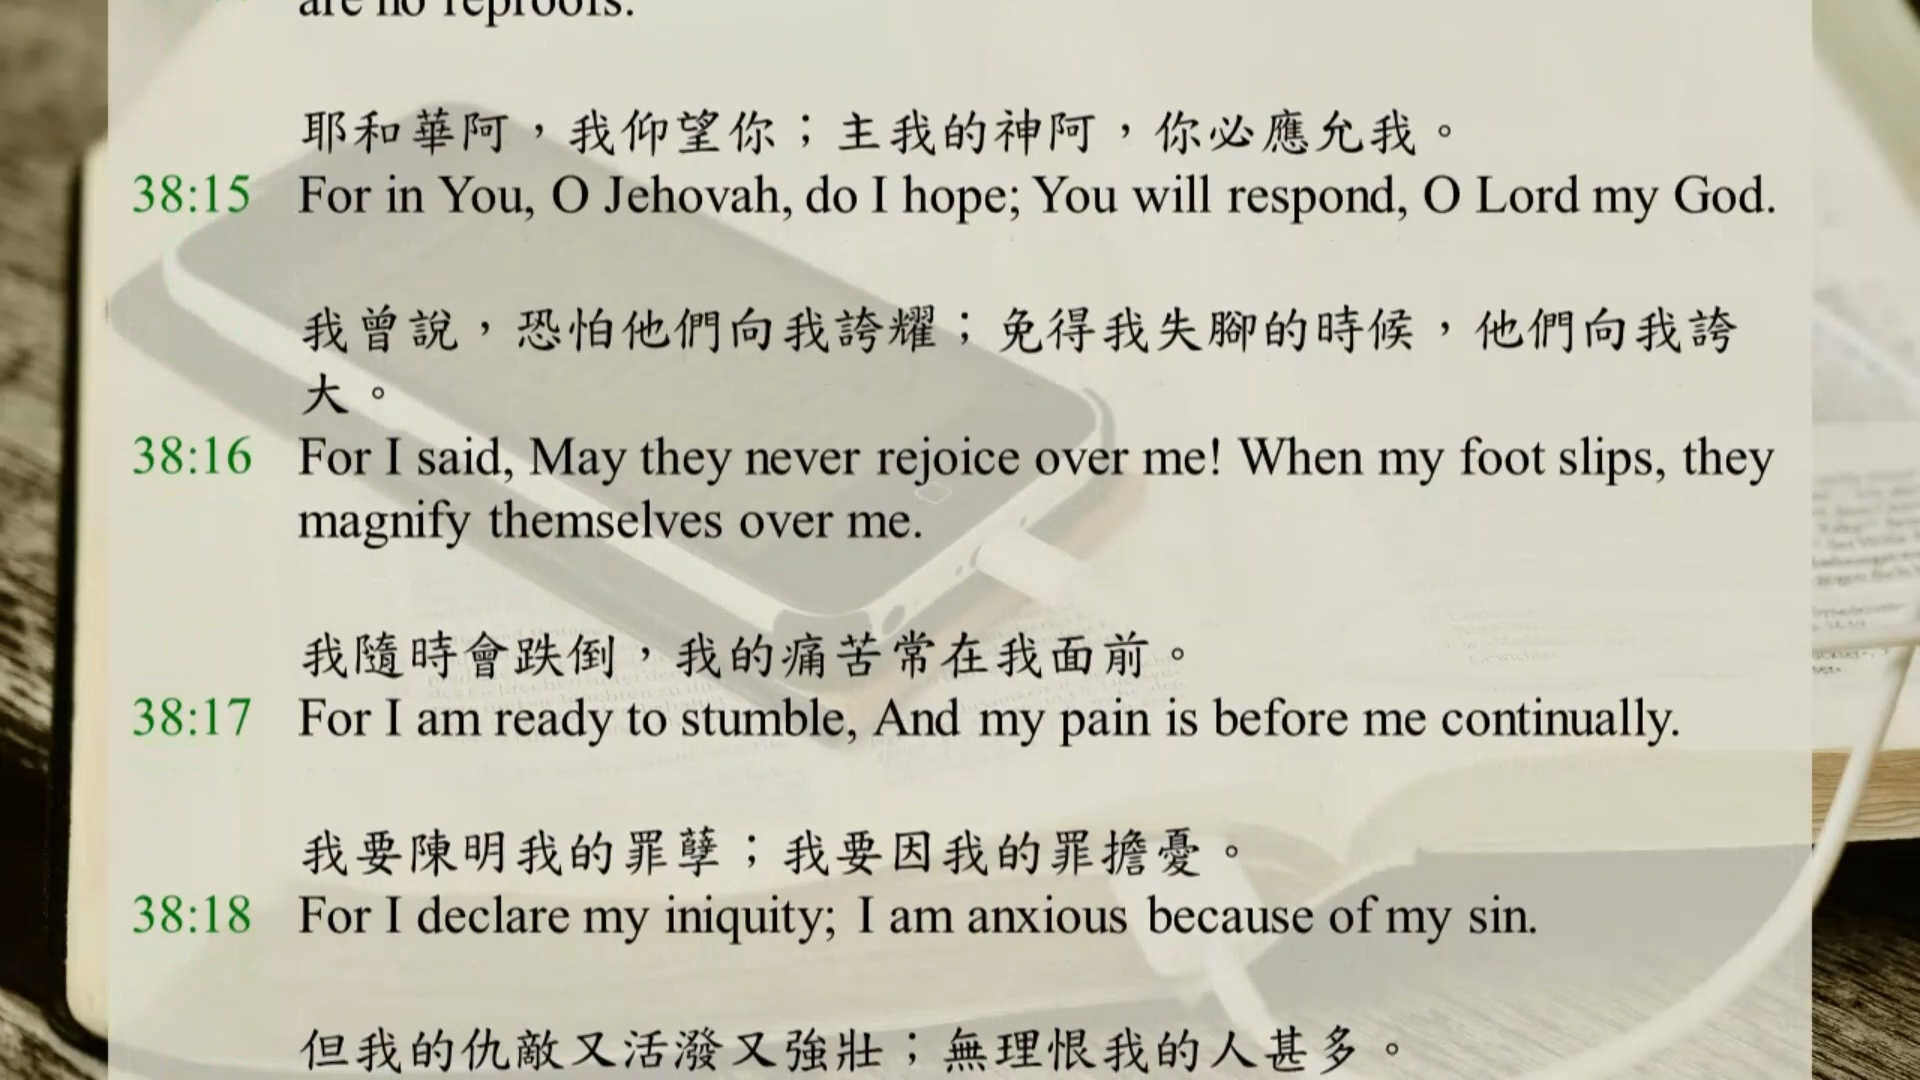 are no reproofs.
耶和華阿，我仰望你；主我的神阿，你必應允我。
38:15 For in You, O Jehovah, do I hope; You will respond, O Lord my God.
我曾說，恐怕他們向我誇耀；免得我失腳的時候，他們向我誇
大。
38:16 For I said, May they never rejoice over me! When my foot slips, they
magnify themselves over me.
我隨時會跌倒，我的痛苦常在我面前。
38:17 For I am ready to stumble, And my pain is before me continually.
我要陳明我的罪孽；我要因我的罪擔憂。
38:18 For I declare my iniquity; I am anxious because of my sin.
但我的仇敵又活潑又強壯；無理恨我的人甚多。